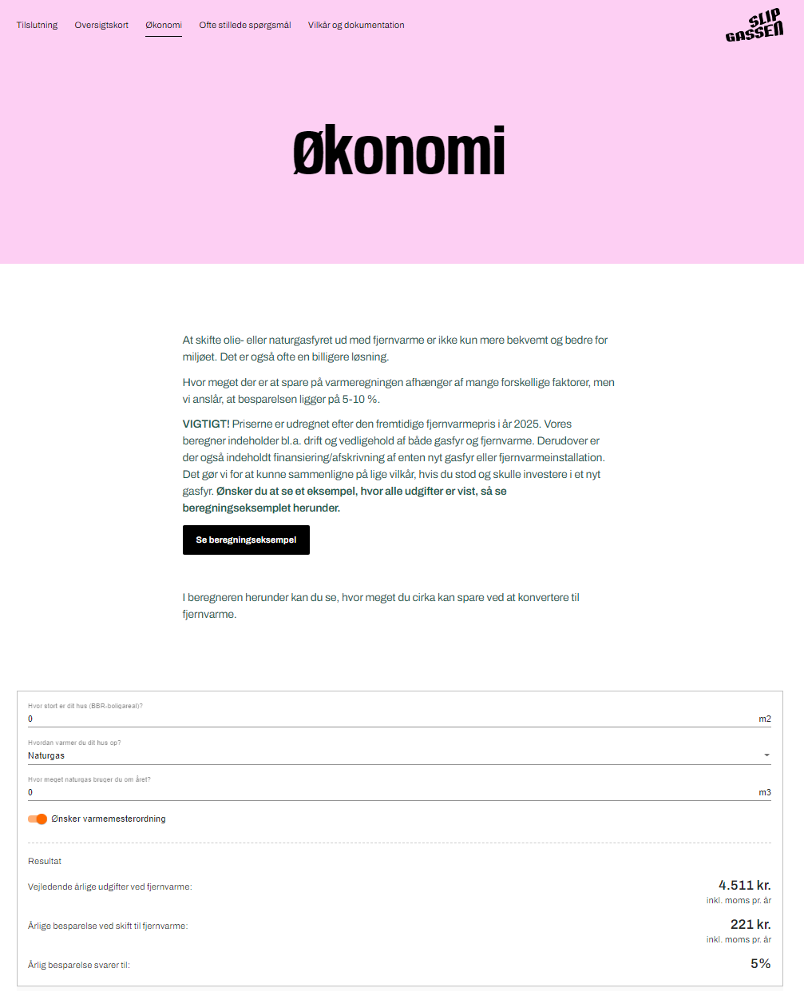 Tilslutning
Oversigtskort
Økonomi
Ofte stillede spørgsmål
Vilkår og dokumentation
SLIP
GASSEN
Økonomi
At skifte olie- eller naturgasfyret ud med fjernvarme er ikke kun mere bekvemt og bedre for
miljøet. Det er også ofte en billigere løsning.
Hvor meget der er at spare på varmeregningen afhænger af mange forskellige faktorer, men
vi anslår, at besparelsen ligger på 5-10 %.
VIGTIGT! Priserne er udregnet efter den fremtidige fjernvarmepris i år 2025. Vores
beregner indeholder bl.a. drift og vedligehold af både gasfyr og fjernvarme. Derudover er
der også indeholdt finansiering/afskrivning af enten nyt gasfyr eller fjernvarmeinstallation.
Det gør vi for at kunne sammenligne på lige vilkår, hvis du stod og skulle investere i et nyt
gasfyr. Ønsker du at se et eksempel, hvor alle udgifter er vist, så se
beregningseksemplet herunder.
Se beregningseksempel
I beregneren herunder kan du se, hvor meget du cirka kan spare ved at konvertere til
fjernvarme.
Hvor stort er dit hus (BBR-boligareal)?
0 m2
Hvordan varmer du dit hus op?
Naturgas
Hvor meget naturgas bruger du om året?
0 m3
Ønsker varmemesterordning
Resultat
Vejledende årlige udgifter ved fjernvarme: 4.511 kr.
inkl. moms pr. år
Årlige besparelse ved skift til fjernvarme: 221 kr.
inkl. moms pr. år
Årlig besparelse svarer til: 5%